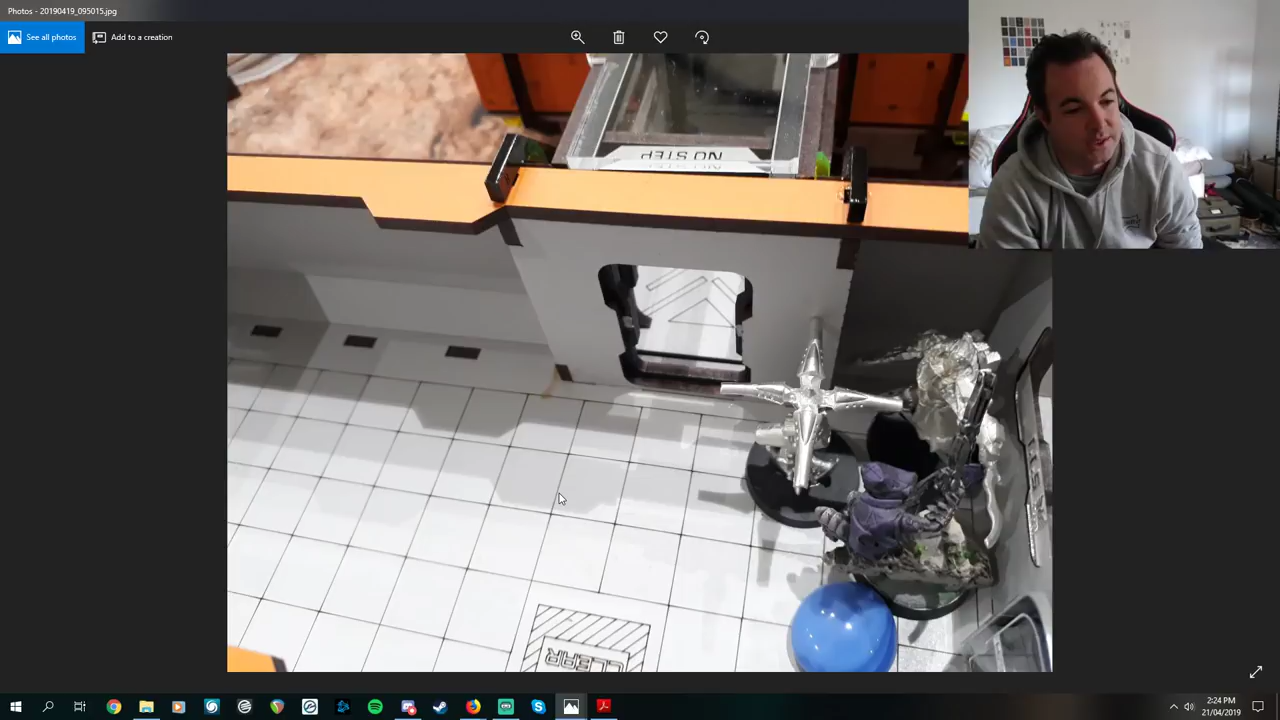 Photos - 20190419_095015.jpg
See all photos
Add to a creation
NO STEP
CLEAR
2:24 PM
21/04/2019